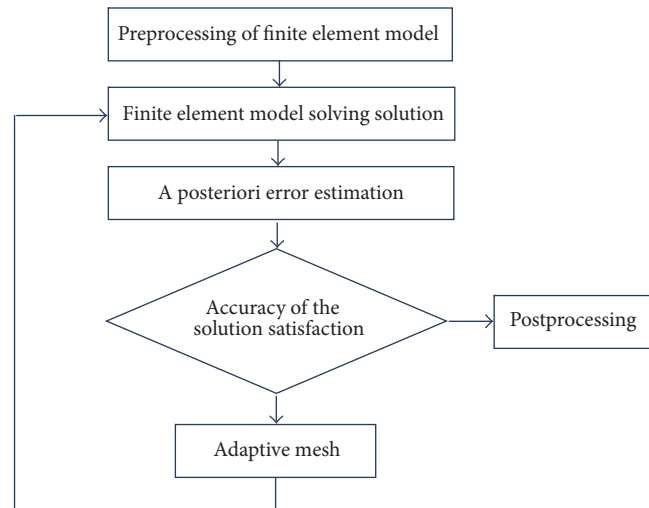 Preprocessing of finite element model
Finite element model solving solution
A posteriori error estimation
Accuracy of the
solution satisfaction
Postprocessing
Adaptive mesh